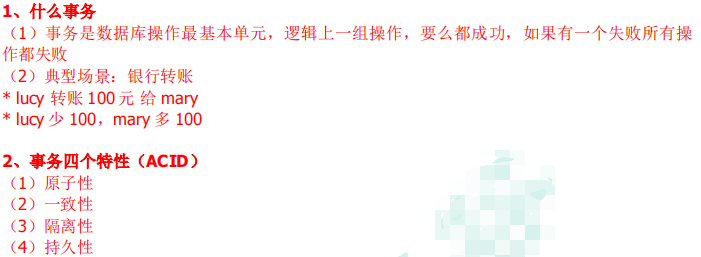 1、什么事务
（1）事务是数据库操作最基本单元，逻辑上一组操作，要么都成功，如果有一个失败所有操
作都失败
（2）典型场景：银行转账
* lucy 转账 100 元 给 mary
* lucy 少 100，mary 多 100
2、事务四个特性（ACID）
（1）原子性
（2）一致性
（3）隔离性
（4）持久性